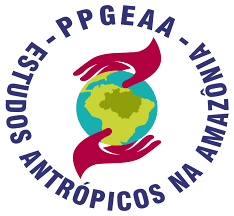 - PPGEAA -
ESTUDOS ANTRÓPICOS NA AMAZÔNIA